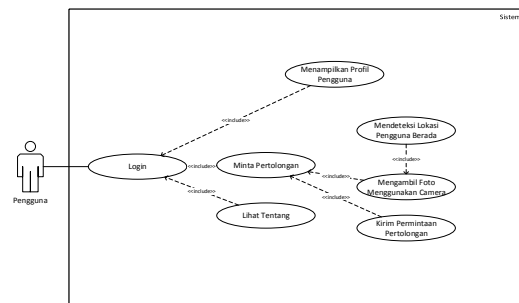 Sistem
Menampilkan Profil
Pengguna
<<include>>
Mendeteksi Lokasi
Pengguna Berada
<<include>>
Login
<<include>>
Minta Pertolongan
<<include>>
Mengambil Foto
Menggunakan Camera
Pengguna
<<include>>
<<include>>
Lihat Tentang
Kirim Permintaan
Pertolongan